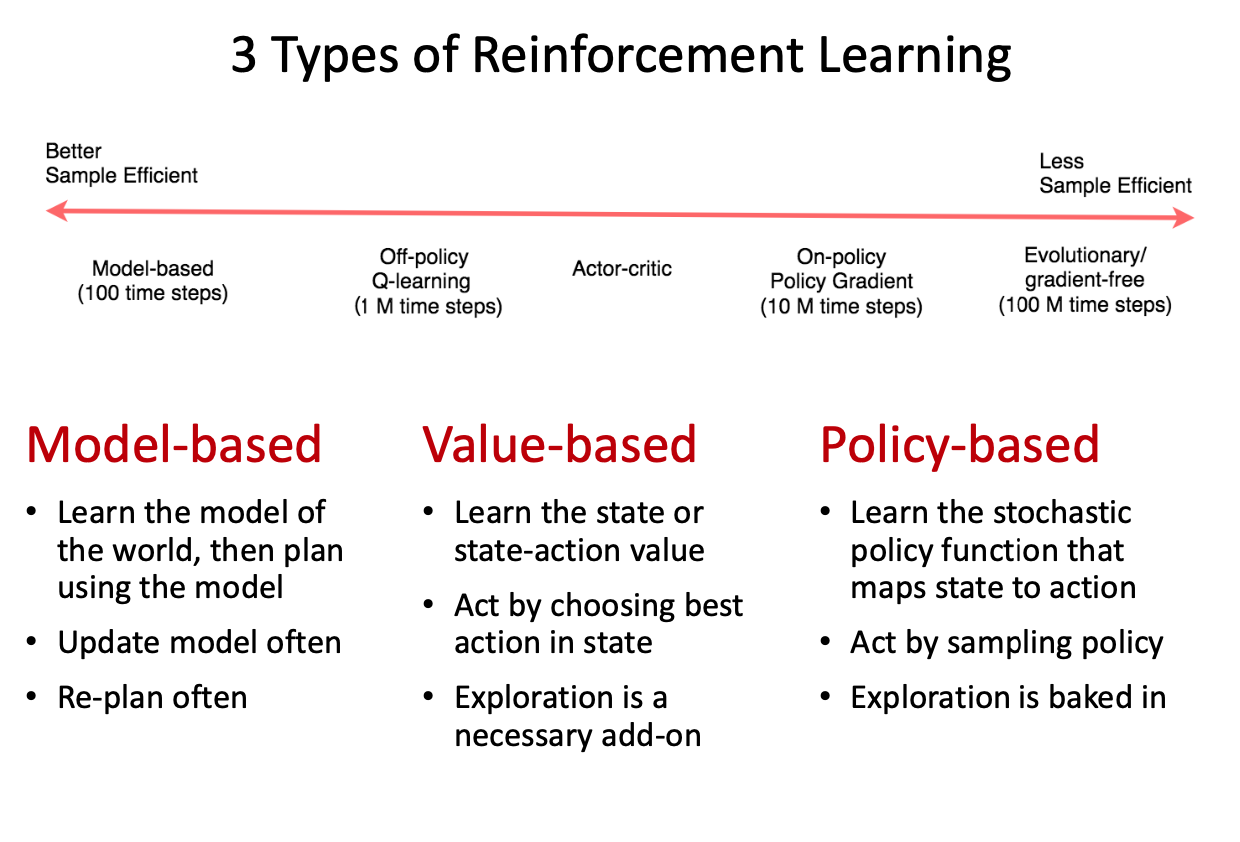 3 Types of Reinforcement Learning
Better
Sample Efficient
Less
Sample Efficient
Model-based
(100 time steps)
Off-policy
Q-learning
(1 M time steps)
Actor-critic
On-policy
Policy Gradient
(10 M time steps)
Evolutionary/
gradient-free
(100 M time steps)
Model-based
• Learn the model of
the world, then plan
using the model
• Update model often
• Re-plan often
Value-based
• Learn the state or
state-action value
• Act by choosing best
action in state
• Exploration is a
necessary add-on
Policy-based
• Learn the stochastic
policy function that
maps state to action
• Act by sampling policy
• Exploration is baked in